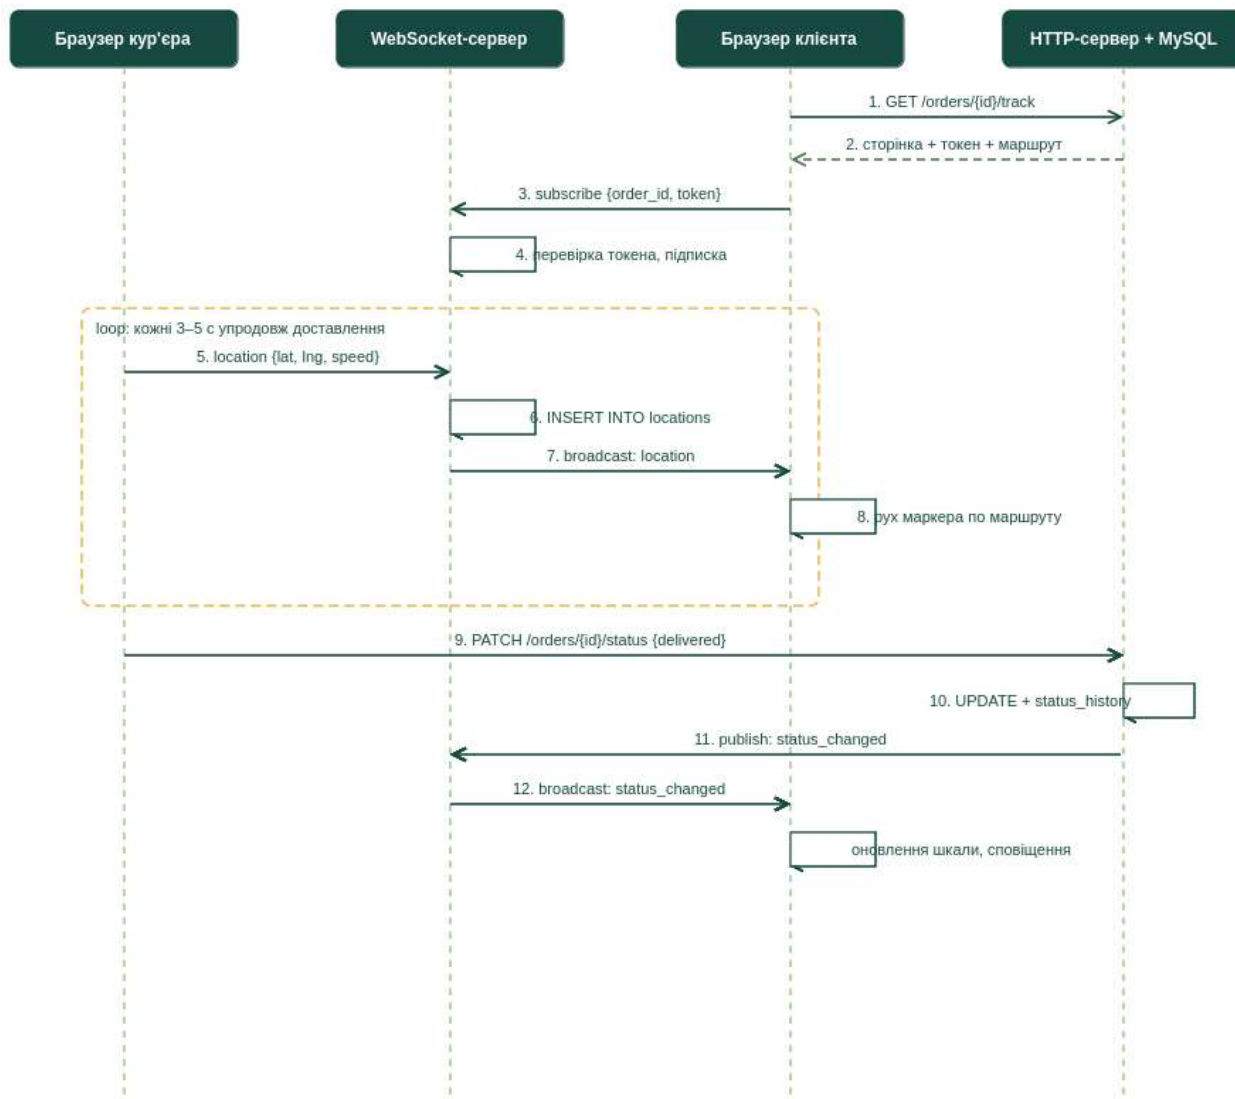 Браузер кур'єра
WebSocket-сервер
Браузер клієнта
HTTP-сервер + MySQL
1. GET /orders/{id}/track
2. сторінка + токен + маршрут
3. subscribe {order_id, token}
4. перевірка токена, підписка
loop: кожні 3–5 с упродовж доставлення
5. location {lat, lng, speed}
6. INSERT INTO locations
7. broadcast: location
8. рух маркера по маршруту
9. PATCH /orders/{id}/status {delivered}
10. UPDATE + status_history
11. publish: status_changed
12. broadcast: status_changed
оновлення шкали, сповіщення